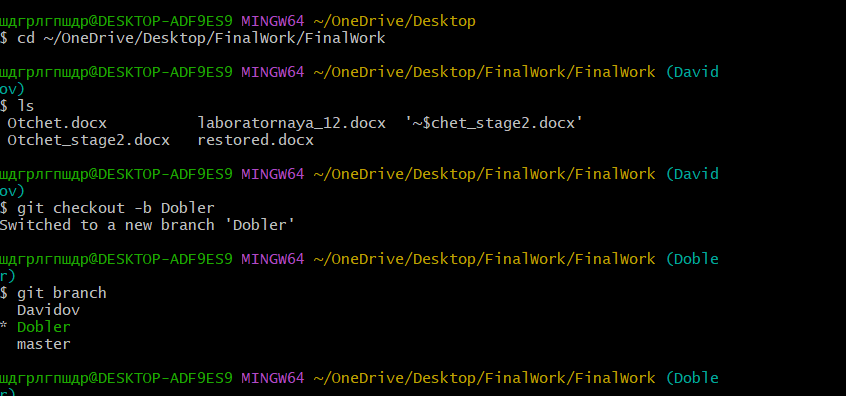 шдгрлгпшдр@DESKTOP-ADF9ES9 MINGW64 ~/OneDrive/Desktop
$ cd ~/OneDrive/Desktop/FinalWork/FinalWork
шдгрлгпшдр@DESKTOP-ADF9ES9 MINGW64 ~/OneDrive/Desktop/FinalWork/FinalWork (David
ov)
$ ls
Otchet.docx laboratornaya_12.docx '~$chet_stage2.docx'
Otchet_stage2.docx restored.docx
шдгрлгпшдр@DESKTOP-ADF9ES9 MINGW64 ~/OneDrive/Desktop/FinalWork/FinalWork (David
ov)
$ git checkout -b Dobler
Switched to a new branch 'Dobler'
шдгрлгпшдр@DESKTOP-ADF9ES9 MINGW64 ~/OneDrive/Desktop/FinalWork/FinalWork (Doble
r)
$ git branch
Davidov
* Dobler
master
шдгрлгпшдр@DESKTOP-ADF9ES9 MINGW64 ~/OneDrive/Desktop/FinalWork/FinalWork (Doble
r)